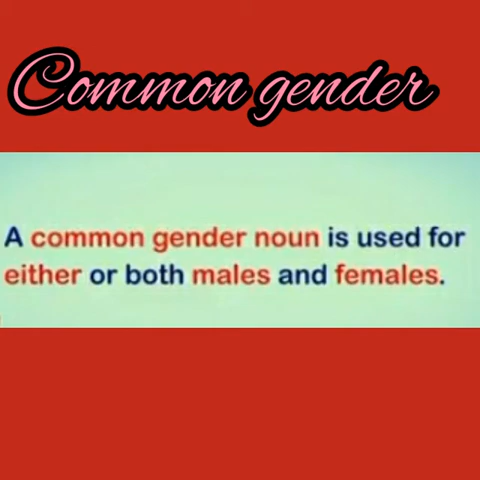 Common gender
A common gender noun is used for
either or both males and females.